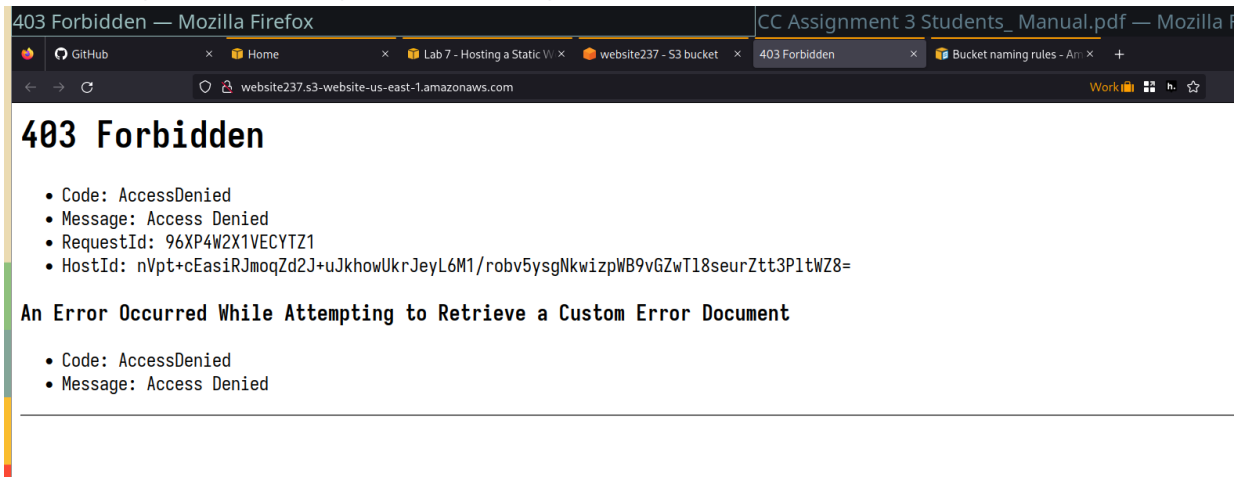 403 Forbidden — Mozilla Firefox
CC Assignment 3 Students_ Manual.pdf — Mozilla F
GitHub
Home
Lab 7 - Hosting a Static W
website237 - S3 bucket
403 Forbidden
Bucket naming rules - Am
website237.s3-website-us-east-1.amazonaws.com
Work
h.
403 Forbidden
• Code: AccessDenied
• Message: Access Denied
• RequestId: 96XP4W2X1VECYTZ1
• HostId: nVpt+cEasiRJmoqZd2J+uJkhowUkrJeyL6M1/robv5ysgNkwizpWB9vGZwTl8seurZtt3PltWZ8=
An Error Occurred While Attempting to Retrieve a Custom Error Document
• Code: AccessDenied
• Message: Access Denied